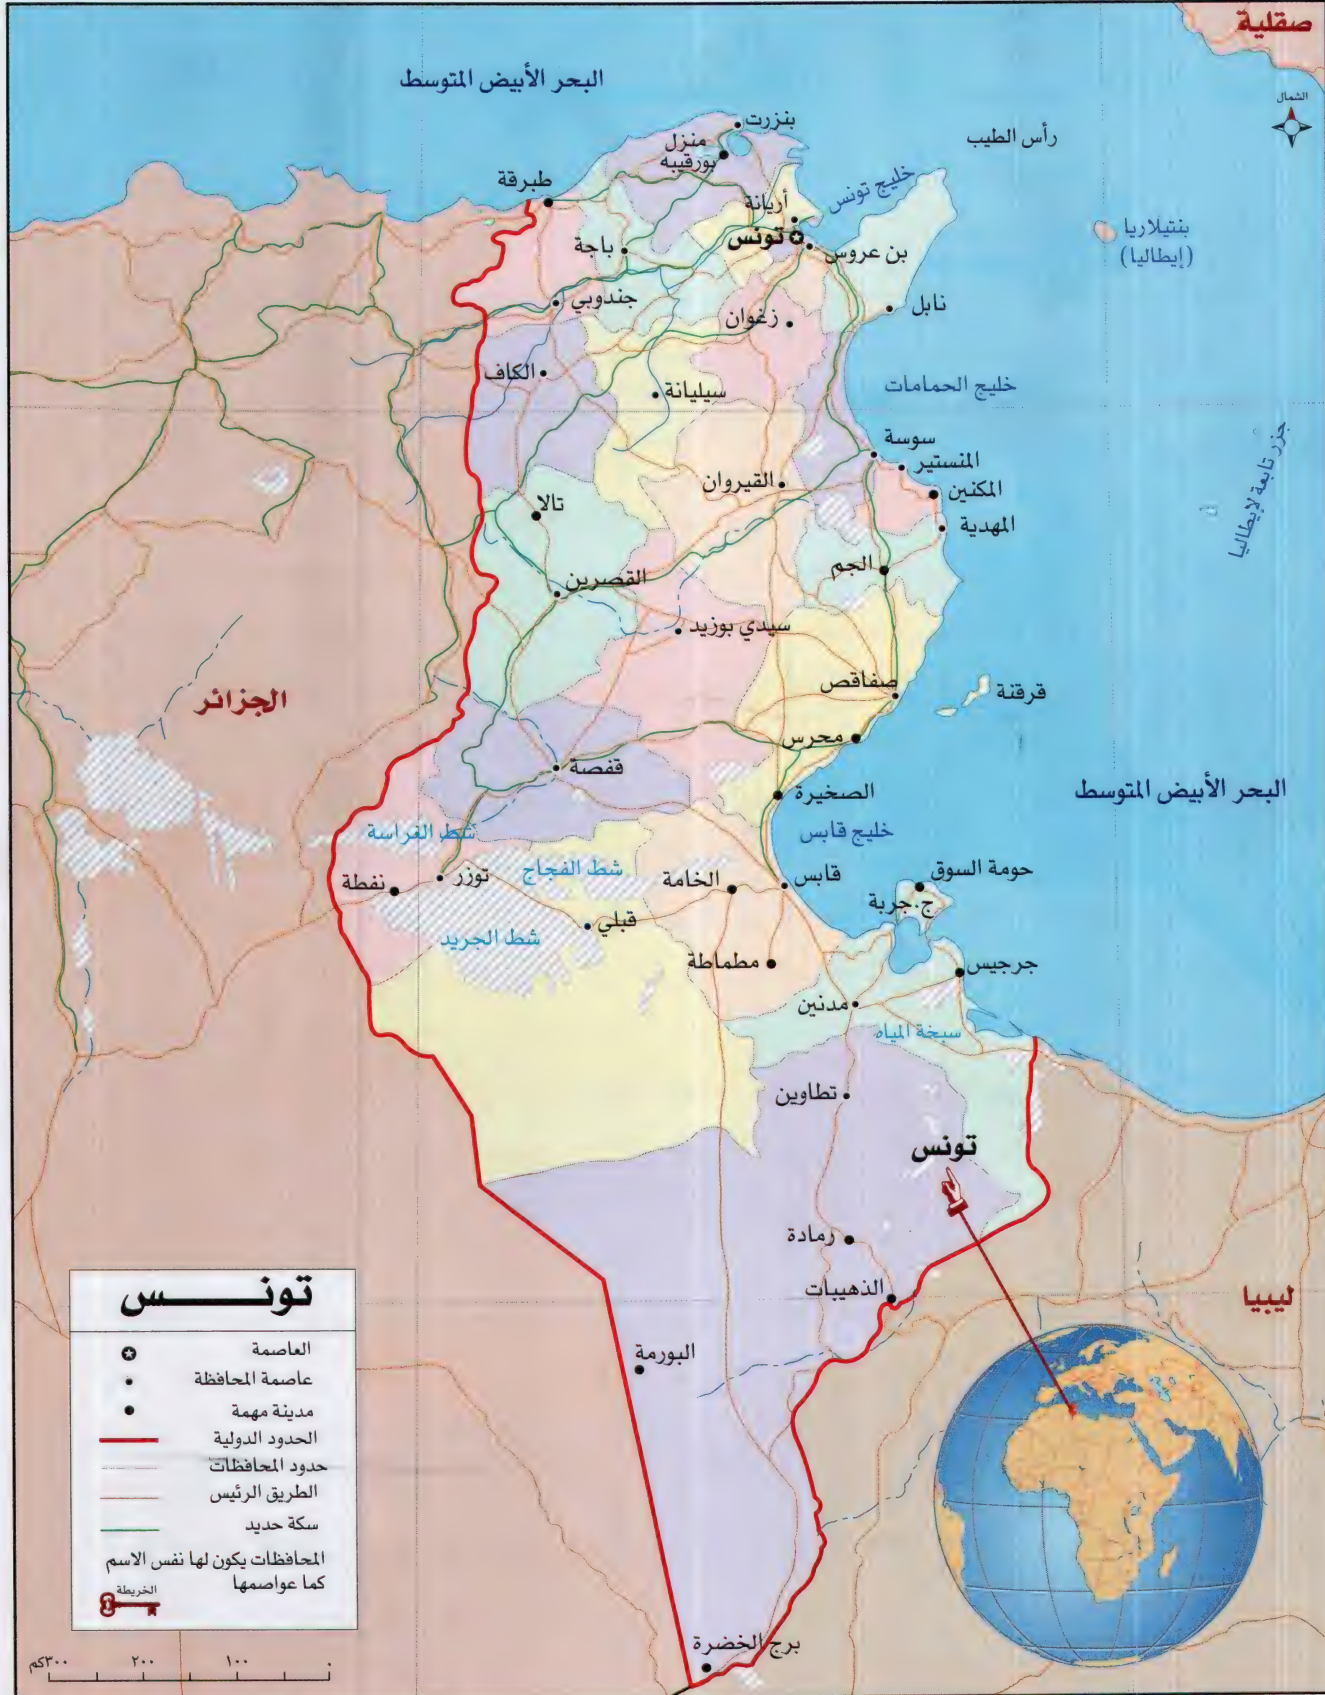 صقلية
البحر الأبيض المتوسط
الشمال
رأس الطيب
بنزرت
منزل
بورقيبه
خليج تونس
طبرقة
أريانة
تونس
بن عروس
بنتيلاريا
(إيطاليا)
باجة
جندوبي
زغوان
نابل
الكاف
سيليانة
خليج الحمامات
جزر تابعة لإيطاليا
سوسة
المنستير
القيروان
المكنين
تالا
المهدية
الجم
القصرين
سيدي بوزيد
صفاقص
قرقنة
الجزائر
محرس
قفصة
الصخيرة
البحر الأبيض المتوسط
شط الغراسة
خليج قابس
شط الفجاج
حومة السوق
توزر
نفطة
الخامة
قابس
ج.جربة
قبلي
شط الجريد
مطماطة
جرجيس
مدنين
سبخة المياه
تطاوين
تونس
رمادة
الذهيبات
ليبيا
البورمة
برج الخضرة
تونــــــس
العاصمة
عاصمة المحافظة
مدينة مهمة
الحدود الدولية
حدود المحافظات
الطريق الرئيس
سكة حديد
المحافظات يكون لها نفس الاسم
كما عواصمها
الخريطة
٣٠٠كم ٢٠٠ ١٠٠ ٠